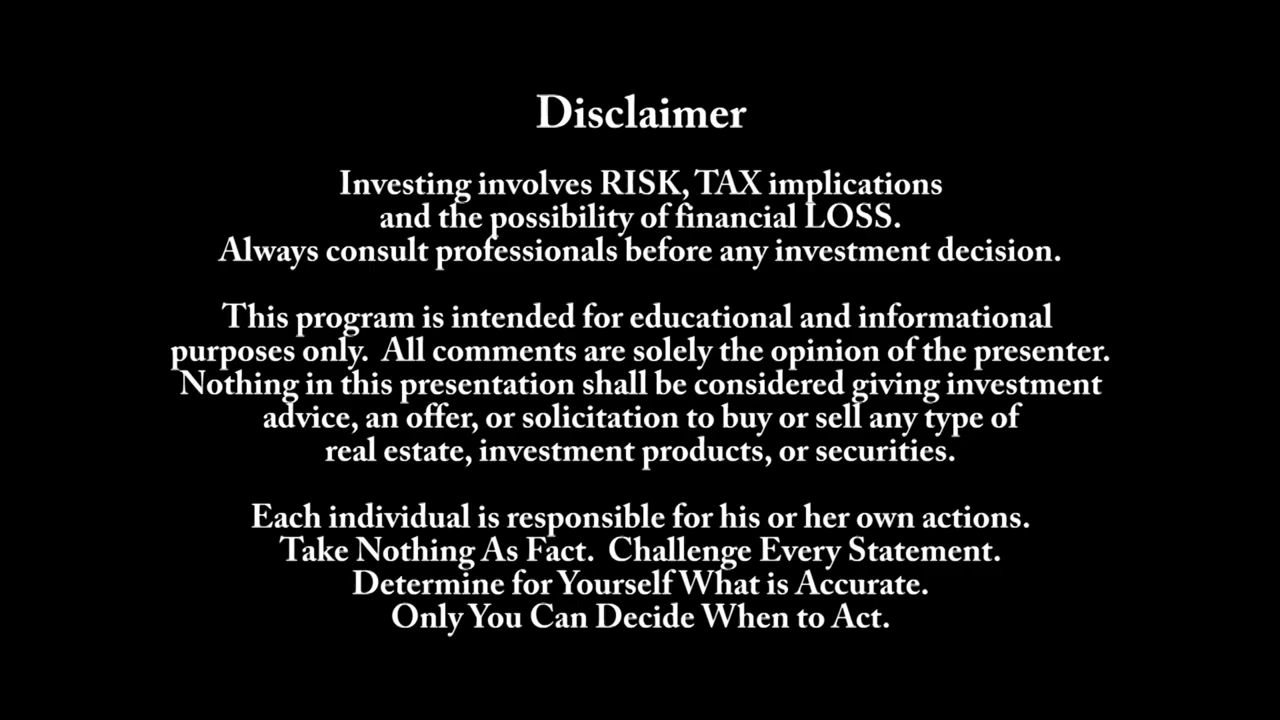 Disclaimer
Investing involves RISK, TAX implications
and the possibility of financial LOSS.
Always consult professionals before any investment decision.
This program is intended for educational and informational
purposes only.  All comments are solely the opinion of the presenter.
Nothing in this presentation shall be considered giving investment
advice, an offer, or solicitation to buy or sell any type of
real estate, investment products, or securities.
Each individual is responsible for his or her own actions.
Take Nothing As Fact.  Challenge Every Statement.
Determine for Yourself What is Accurate.
Only You Can Decide When to Act.